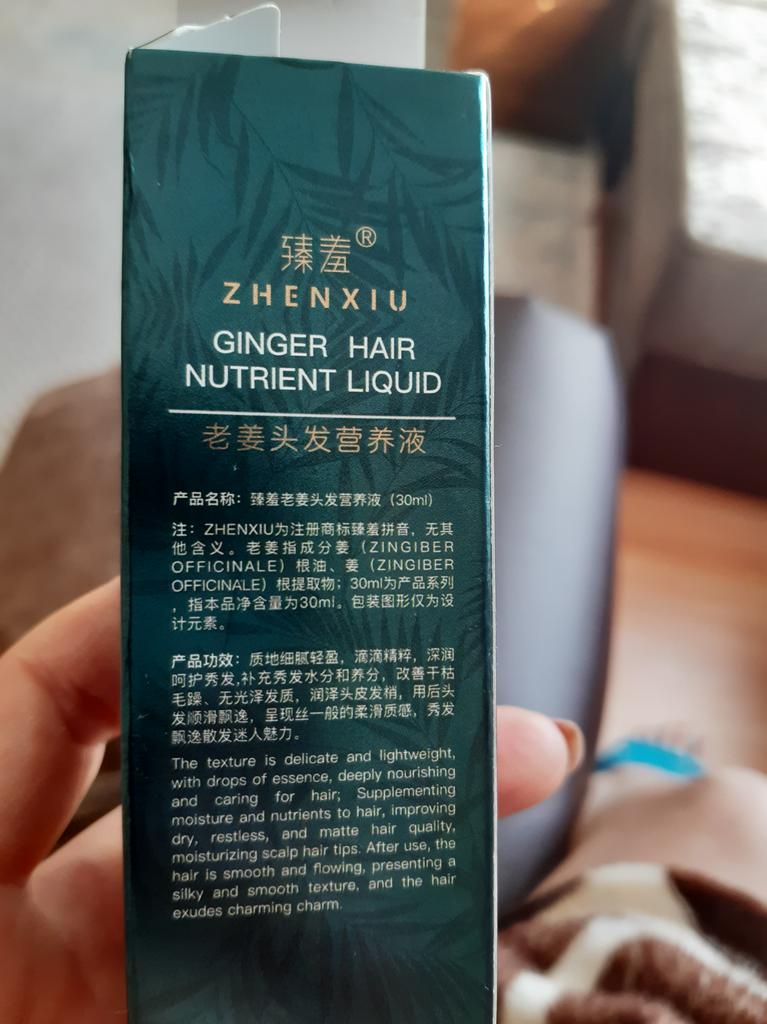 臻羞®
ZHENXIU
GINGER HAIR
NUTRIENT LIQUID
老姜头发营养液
产品名称：臻羞老姜头发营养液（30ml）
注：ZHENXIU为注册商标臻羞拼音，无其
他含义。老姜指成分姜（ZINGIBER
OFFICINALE）根油、姜（ZINGIBER
OFFICINALE）根提取物；30ml为产品系列
，指本品净含量为30ml。包装图形仅为设
计元素。
产品功效：质地细腻轻盈，滴滴精粹，深润
呵护秀发,补充秀发水分和养分，改善干枯
毛躁、无光泽发质，润泽头皮发梢，用后头
发顺滑飘逸，呈现丝一般的柔滑质感，秀发
飘逸散发迷人魅力。
The texture is delicate and lightweight,
with drops of essence, deeply nourishing
and caring for hair; Supplementing
moisture and nutrients to hair, improving
dry, restless, and matte hair quality,
moisturizing scalp hair tips. After use, the
hair is smooth and flowing, presenting a
silky and smooth texture, and the hair
exudes charming charm.